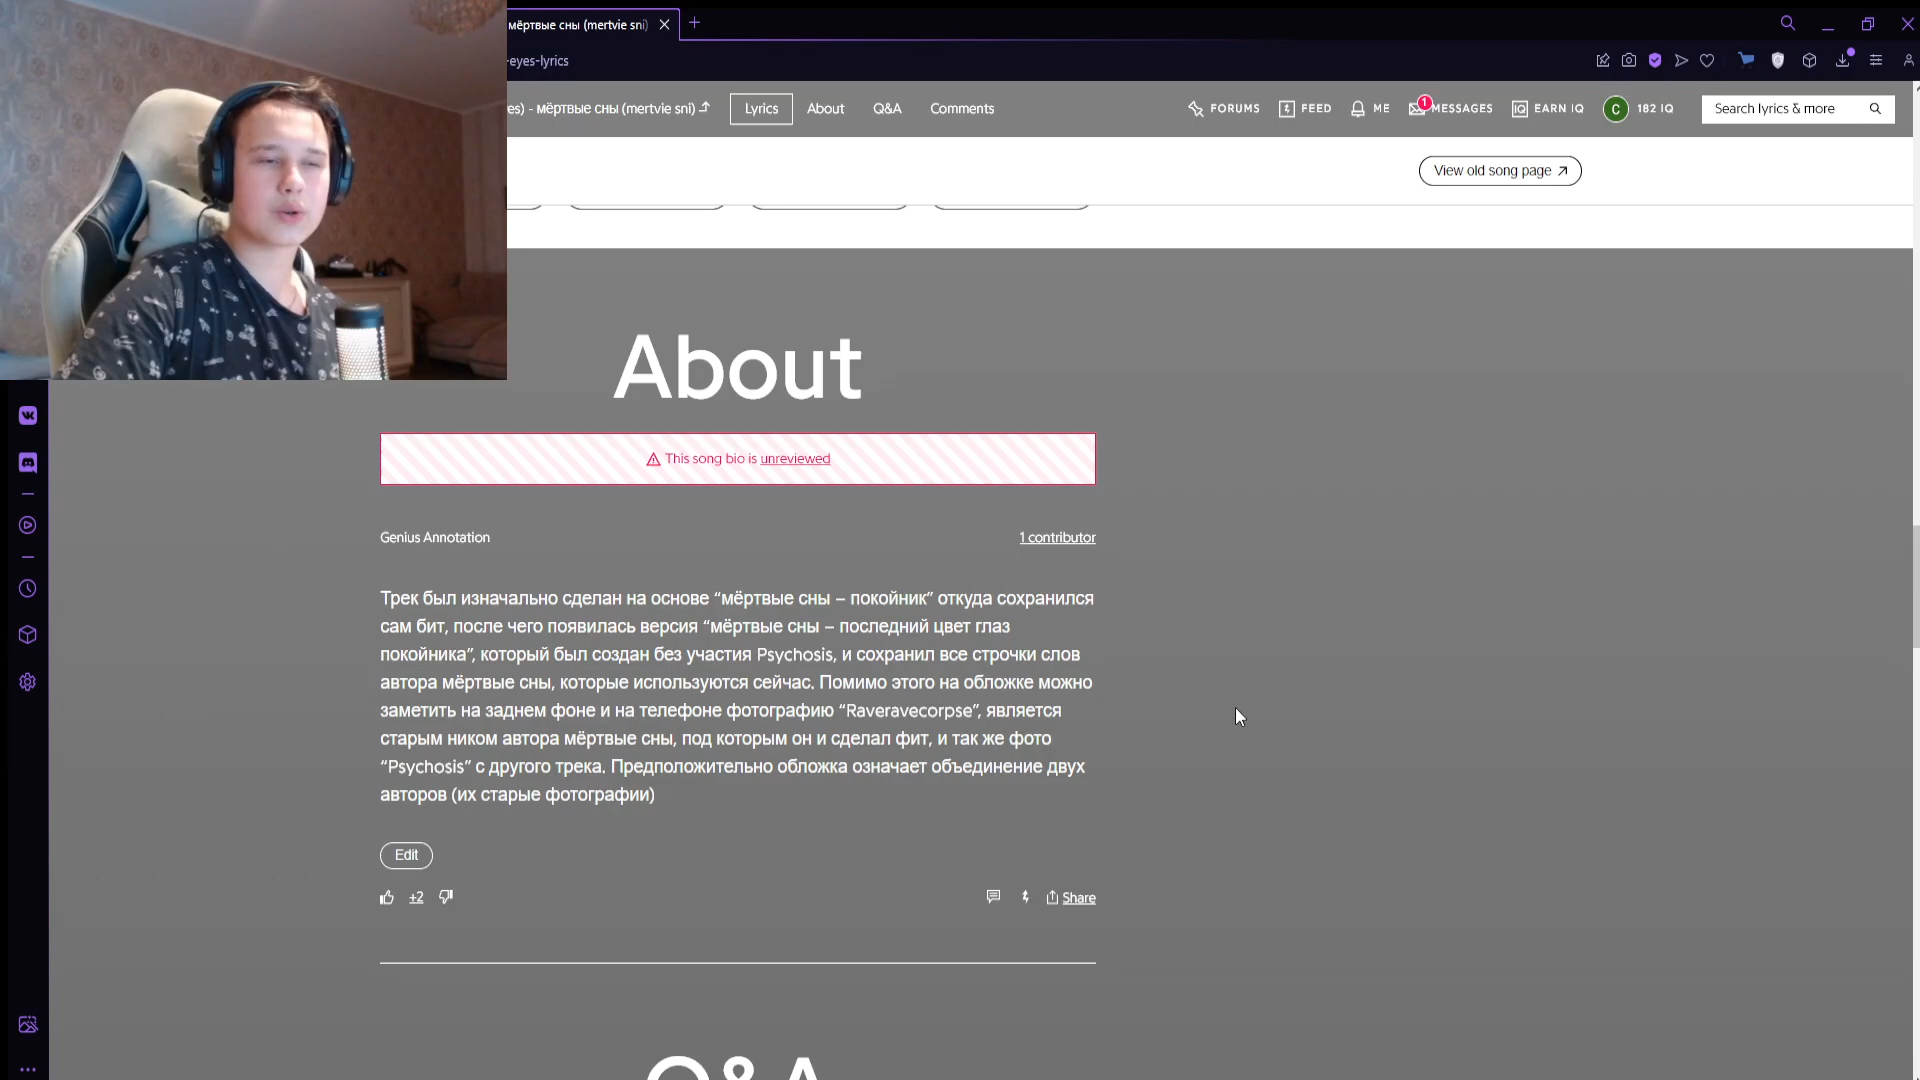 мёртвые сны (mertvie sni)
-eyes-lyrics
es) - мёртвые сны (mertvie sni)
Lyrics
About
Q&A
Comments
FORUMS
FEED
ME
1
MESSAGES
EARN IQ
C
182 IQ
Search lyrics & more
View old song page
About
This song bio is unreviewed
Genius Annotation
1 contributor
Трек был изначально сделан на основе “мёртвые сны – покойник” откуда сохранился
сам бит, после чего появилась версия “мёртвые сны – последний цвет глаз
покойника”, который был создан без участия Psychosis, и сохранил все строчки слов
автора мёртвые сны, которые используются сейчас. Помимо этого на обложке можно
заметить на заднем фоне и на телефоне фотографию “Raveravecorpse”, является
старым ником автора мёртвые сны, под которым он и сделал фит, и так же фото
“Psychosis” с другого трека. Предположительно обложка означает объединение двух
авторов (их старые фотографии)
Edit
+2
Share
Q&A